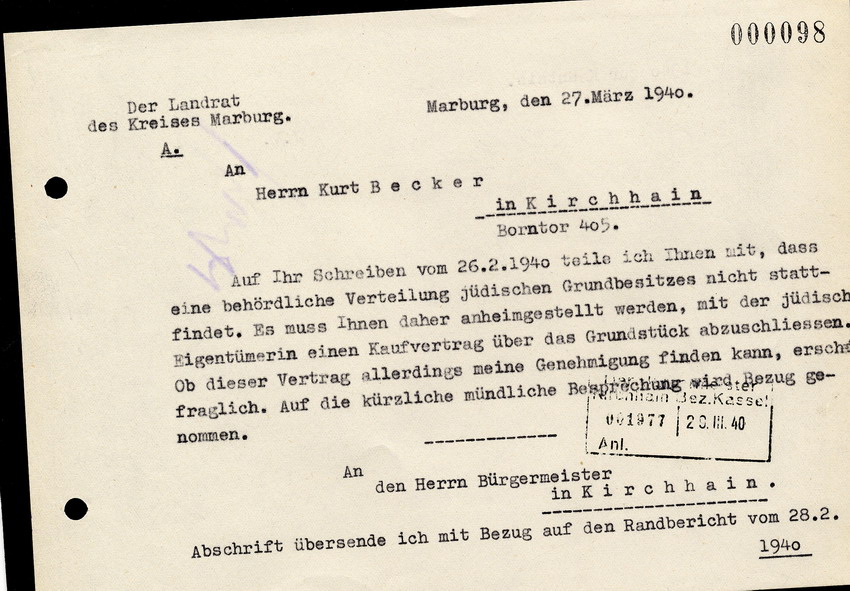 000098
Der Landrat
des Kreises Marburg.
Marburg, den 27.März 1940.
A.
An
Herrn Kurt B e c k e r
in K i r c h h a i n
Borntor 405.
Auf Ihr Schreiben vom 26.2.1940 teile ich Ihnen mit, dass
eine behördliche Verteilung jüdischen Grundbesitzes nicht statt-
findet. Es muss Ihnen daher anheimgestellt werden, mit der jüdisch
Eigentümerin einen Kaufvertrag über das Grundstück abzuschliessen.
Ob dieser Vertrag allerdings meine Genehmigung finden kann, ersch
fraglich. Auf die kürzliche mündliche Besprechung wird Bezug ge-
nommen.
Kirchhain Bez.Kassel
001977 29.III.40
Anl.
An
den Herrn Bürgermeister
in K i r c h h a i n .
Abschrift übersende ich mit Bezug auf den Randbericht vom 28.2.
1940